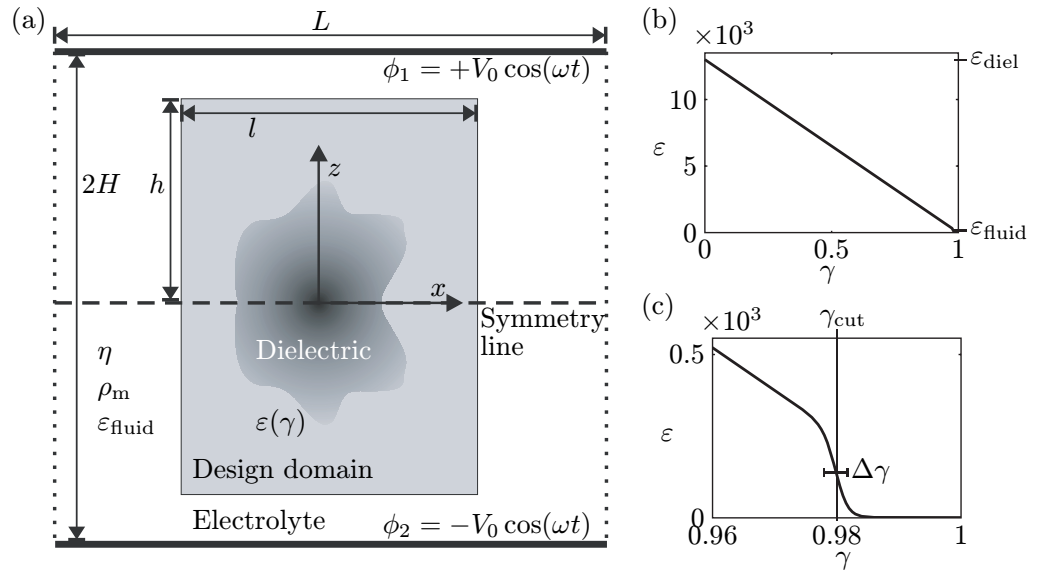 (a)
L
ϕ₁ = +V₀ cos(ωt)
l
z
2H
h
x
Symmetry
line
Dielectric
η
ρₘ
ε_fluid
ε(γ)
Design domain
Electrolyte
ϕ₂ = −V₀ cos(ωt)
(b)
×10³
10
5
0
ε
0
0.5
1
γ
ε_diel
ε_fluid
(c)
×10³
γ_cut
0.5
ε
Δγ
0
0.96
0.98
1
γ